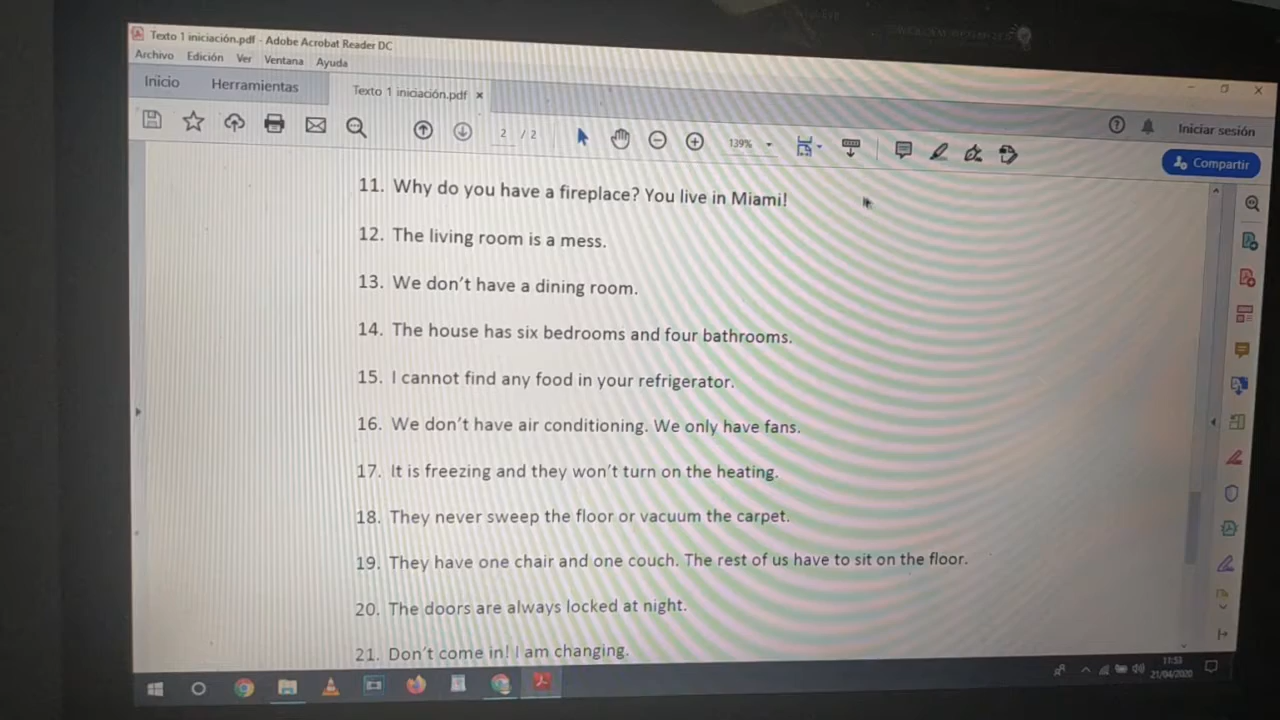 Texto 1 iniciación.pdf - Adobe Acrobat Reader DC
Archivo Edición Ver Ventana Ayuda
Inicio Herramientas Texto 1 iniciación.pdf ×
2 / 2 139% Iniciar sesión
Compartir
11. Why do you have a fireplace? You live in Miami!
12. The living room is a mess.
13. We don't have a dining room.
14. The house has six bedrooms and four bathrooms.
15. I cannot find any food in your refrigerator.
16. We don't have air conditioning. We only have fans.
17. It is freezing and they won't turn on the heating.
18. They never sweep the floor or vacuum the carpet.
19. They have one chair and one couch. The rest of us have to sit on the floor.
20. The doors are always locked at night.
21. Don't come in! I am changing.
11:53
21/04/2020